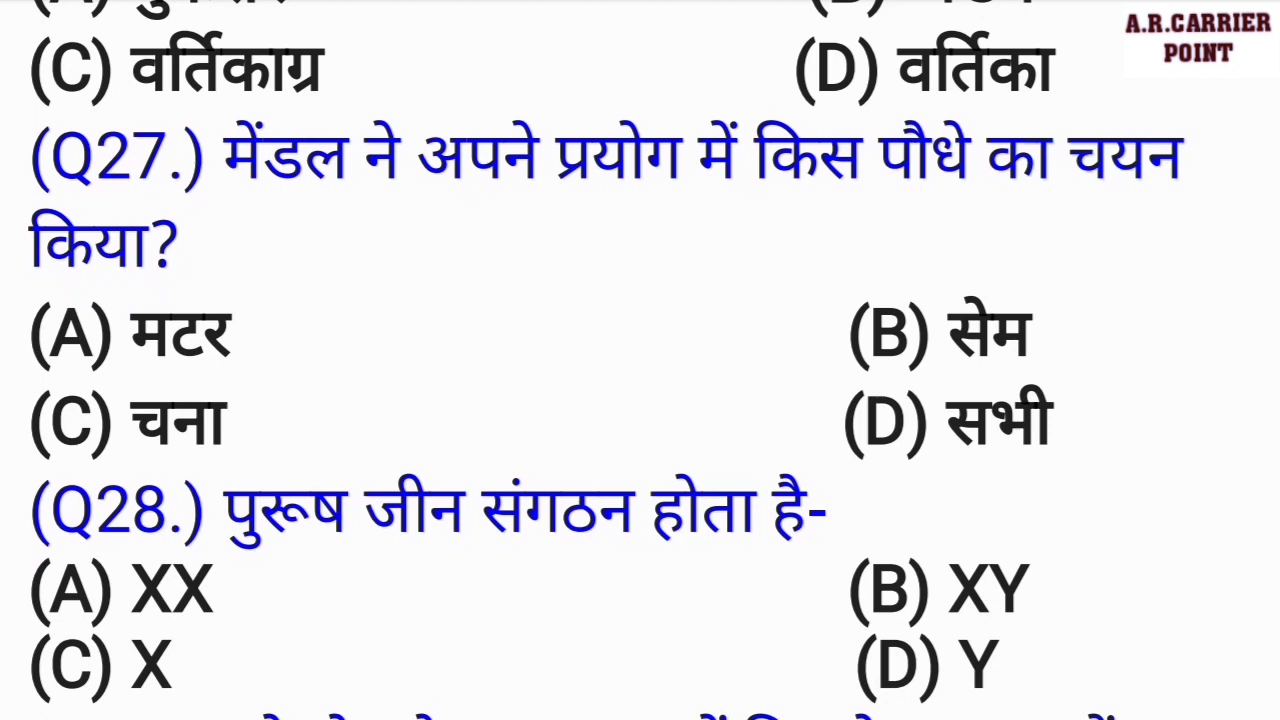 A.R.CARRIER
POINT
(C) वर्तिकाग्र (D) वर्तिका
(Q27.) मेंडल ने अपने प्रयोग में किस पौधे का चयन
किया?
(A) मटर (B) सेम
(C) चना (D) सभी
(Q28.) पुरूष जीन संगठन होता है-
(A) XX (B) XY
(C) X (D) Y